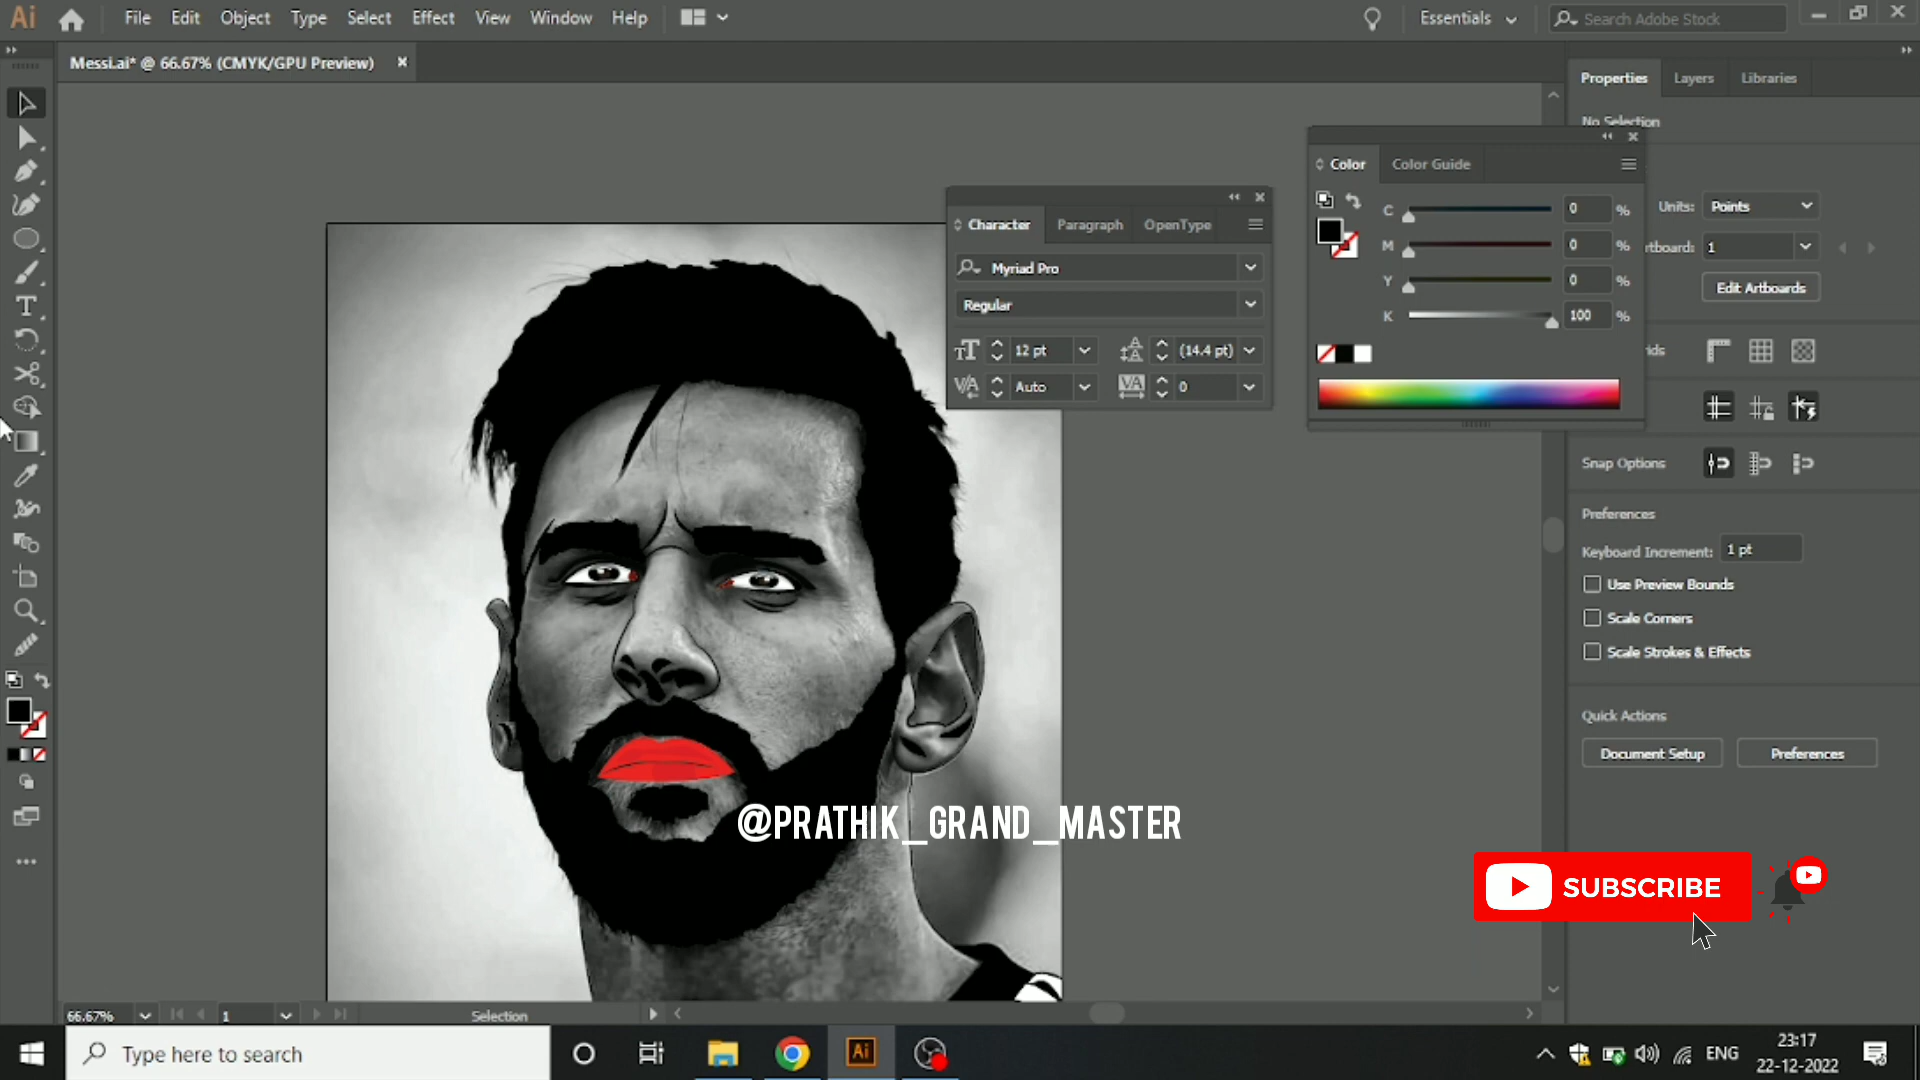 Ai File Edit Object Type Select Effect View Window Help Essentials Search Adobe Stock
Messi.ai* @ 66.67% (CMYK/GPU Preview) ×
Properties Layers Libraries
No Selection
Color Color Guide
Character Paragraph OpenType
C 0 %
M 0 %
Y 0 %
K 100 %
Units: Points
rtboard: 1
Edit Artboards
Myriad Pro
Regular
12 pt (14.4 pt)
Auto 0
ids
Snap Options
Preferences
Keyboard Increment: 1 pt
Use Preview Bounds
Scale Corners
Scale Strokes & Effects
Quick Actions
Document Setup Preferences
@PRATHIK_GRAND_MASTER
SUBSCRIBE
66.67% 1 Selection
Type here to search
Ai
ENG
23:17
22-12-2022